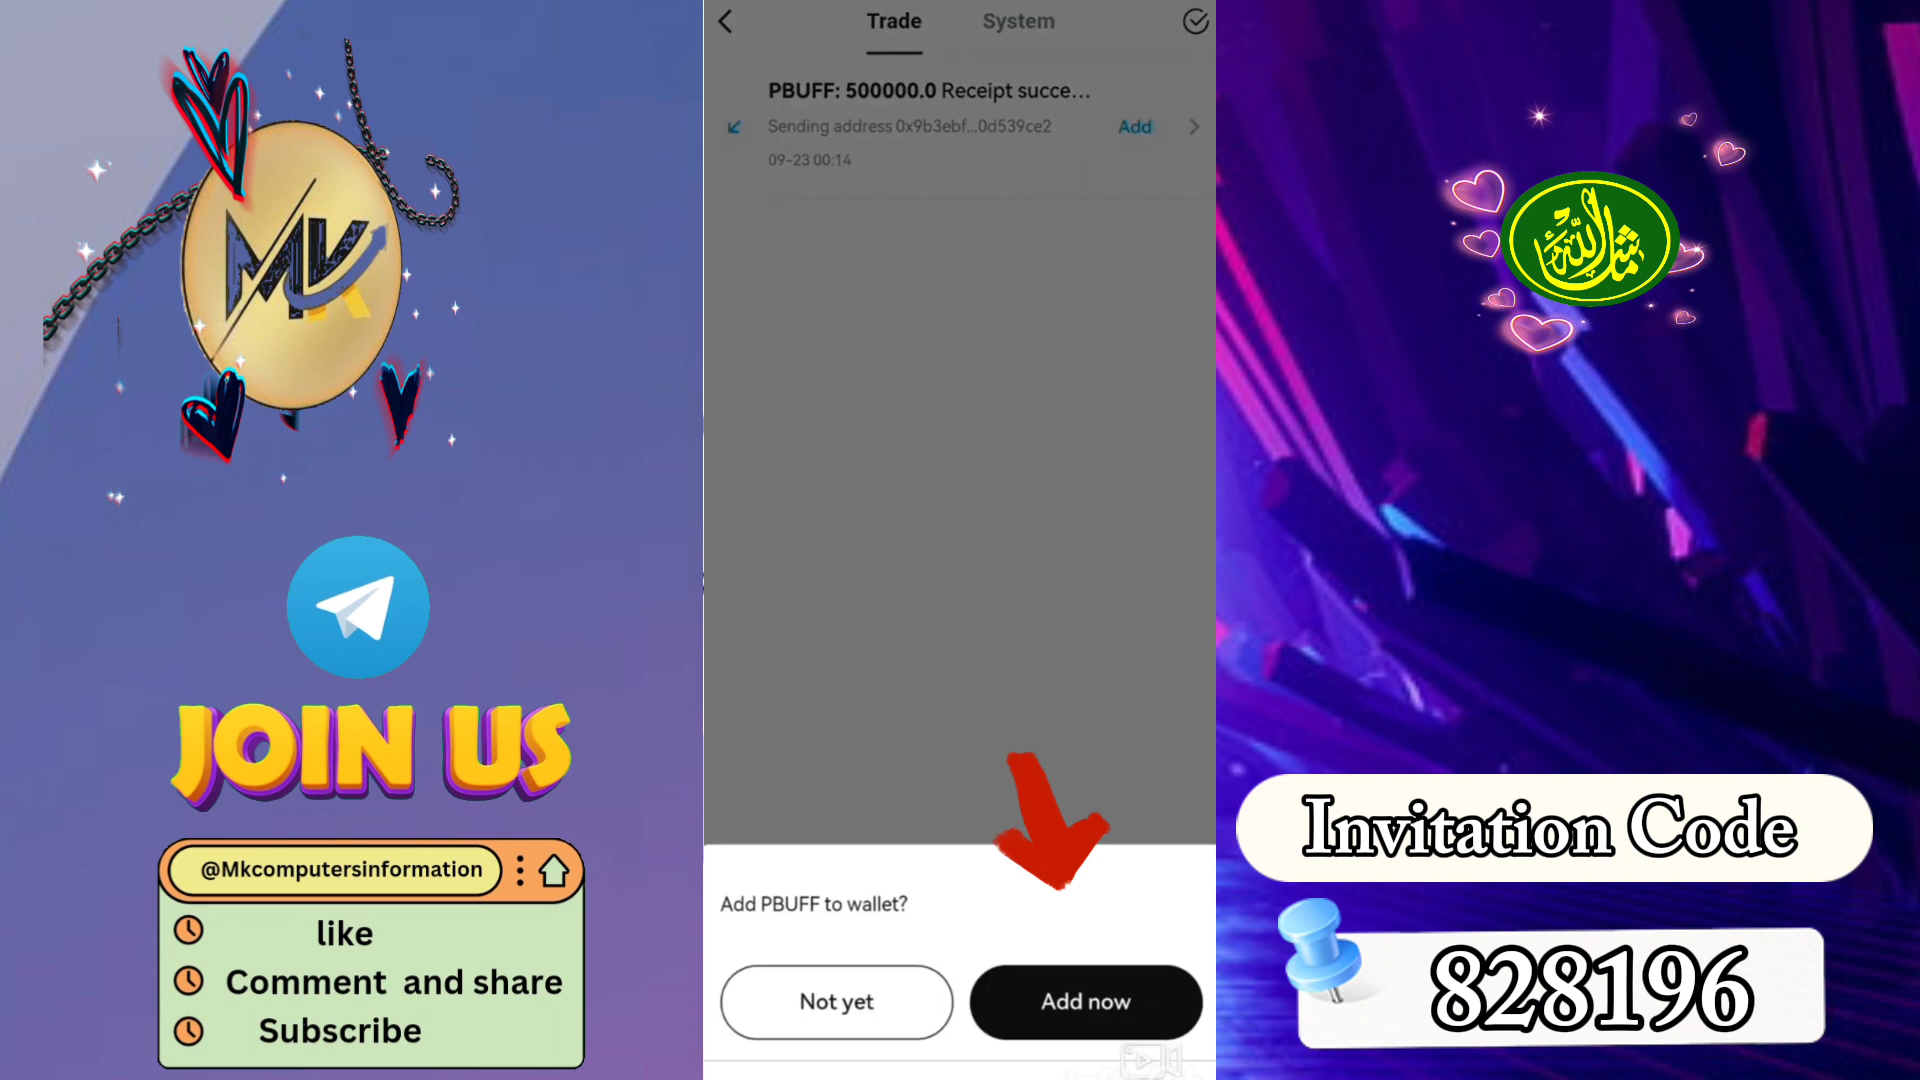 MK
JOIN US
@Mkcomputersinformation
like
Comment and share
Subscribe
Trade System
PBUFF: 500000.0 Receipt succe...
Sending address 0x9b3ebf...0d539ce2 Add
09-23 00:14
Add PBUFF to wallet?
Not yet
Add now
Invitation Code
828196